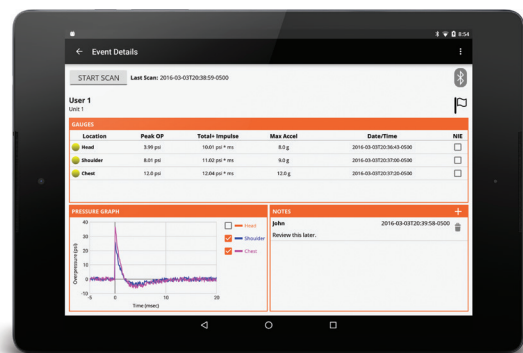 8:54
Event Details
START SCAN Last Scan: 2016-03-03T20:38:59-0500
User 1
Unit 1
GAUGES
Location Peak OP Total+ Impulse Max Accel Date/Time NIE
Head 3.99 psi 10.01 psi * ms 8.0 g 2016-03-03T20:36:43-0500
Shoulder 8.01 psi 11.02 psi * ms 9.0 g 2016-03-03T20:37:00-0500
Chest 12.0 psi 12.04 psi * ms 12.0 g 2016-03-03T20:37:20-0500
PRESSURE GRAPH
Overpressure (psi)
40
30
20
10
0
-10
-5 0 10 20
Time (msec)
Head
Shoulder
Chest
NOTES +
John 2016-03-03T20:39:58-0500
Review this later.